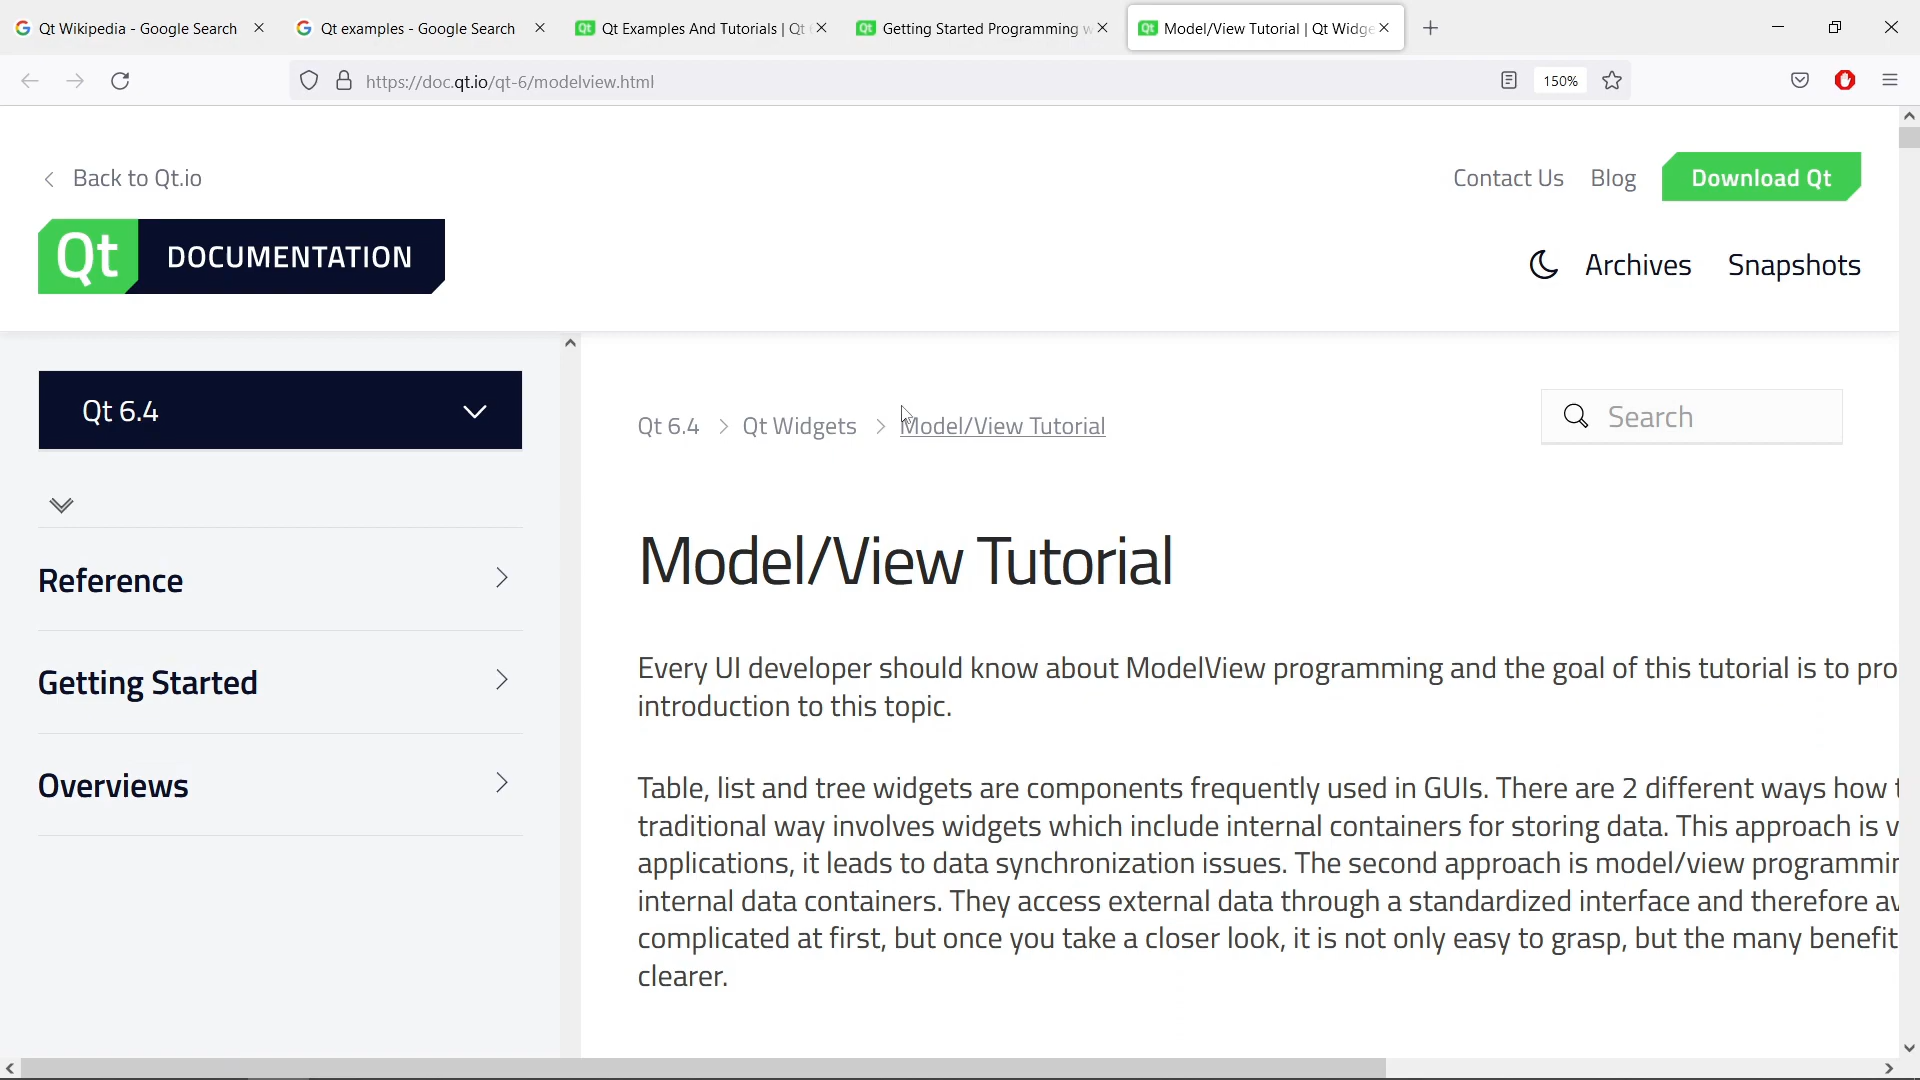 Qt Wikipedia - Google Search
Qt examples - Google Search
Qt Examples And Tutorials | Qt
Getting Started Programming w
Model/View Tutorial | Qt Widge
https://doc.qt.io/qt-6/modelview.html
150%
Back to Qt.io
Contact Us
Blog
Download Qt
Qt DOCUMENTATION
Archives
Snapshots
Qt 6.4
Qt 6.4 > Qt Widgets > Model/View Tutorial
Search
Reference
Getting Started
Overviews
Model/View Tutorial
Every UI developer should know about ModelView programming and the goal of this tutorial is to pro
introduction to this topic.
Table, list and tree widgets are components frequently used in GUIs. There are 2 different ways how
traditional way involves widgets which include internal containers for storing data. This approach is v
applications, it leads to data synchronization issues. The second approach is model/view programmin
internal data containers. They access external data through a standardized interface and therefore av
complicated at first, but once you take a closer look, it is not only easy to grasp, but the many benefit
clearer.